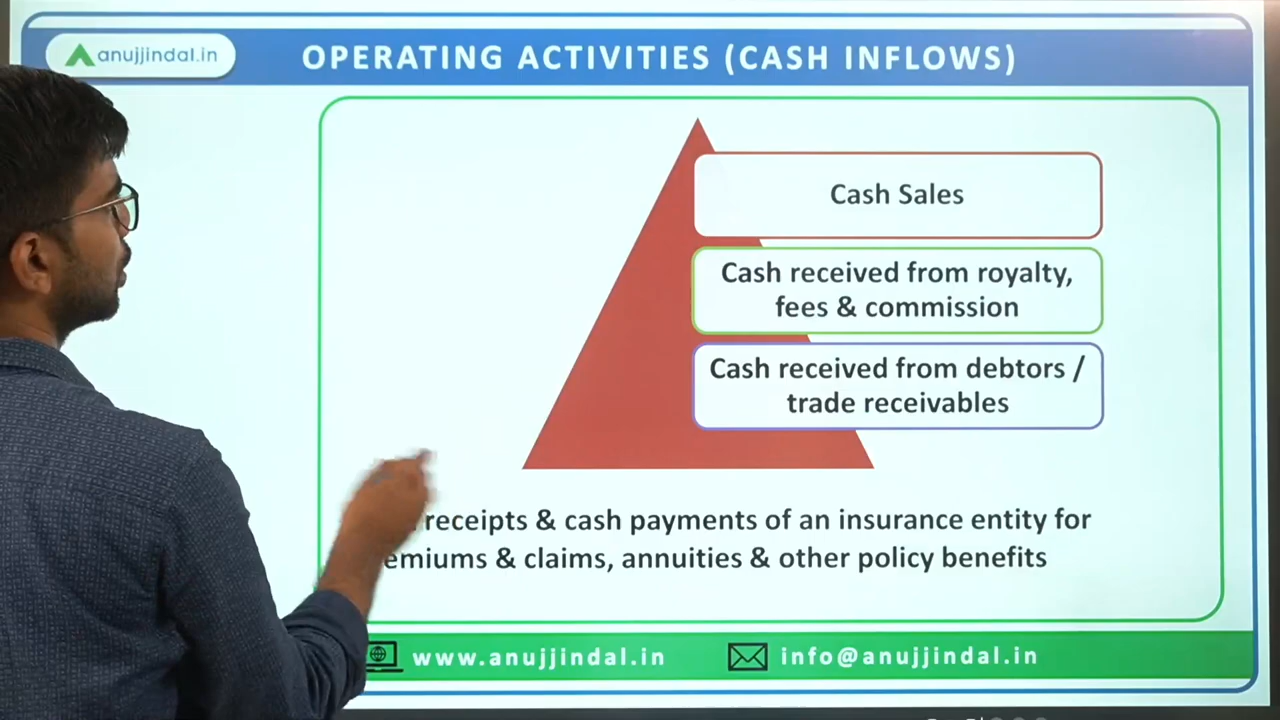 anujjindal.in
OPERATING ACTIVITIES (CASH INFLOWS)
Cash Sales
Cash received from royalty,
fees & commission
Cash received from debtors /
trade receivables
receipts & cash payments of an insurance entity for
& claims, annuities & other policy benefits
www.anujjindal.in
info@anujjindal.in